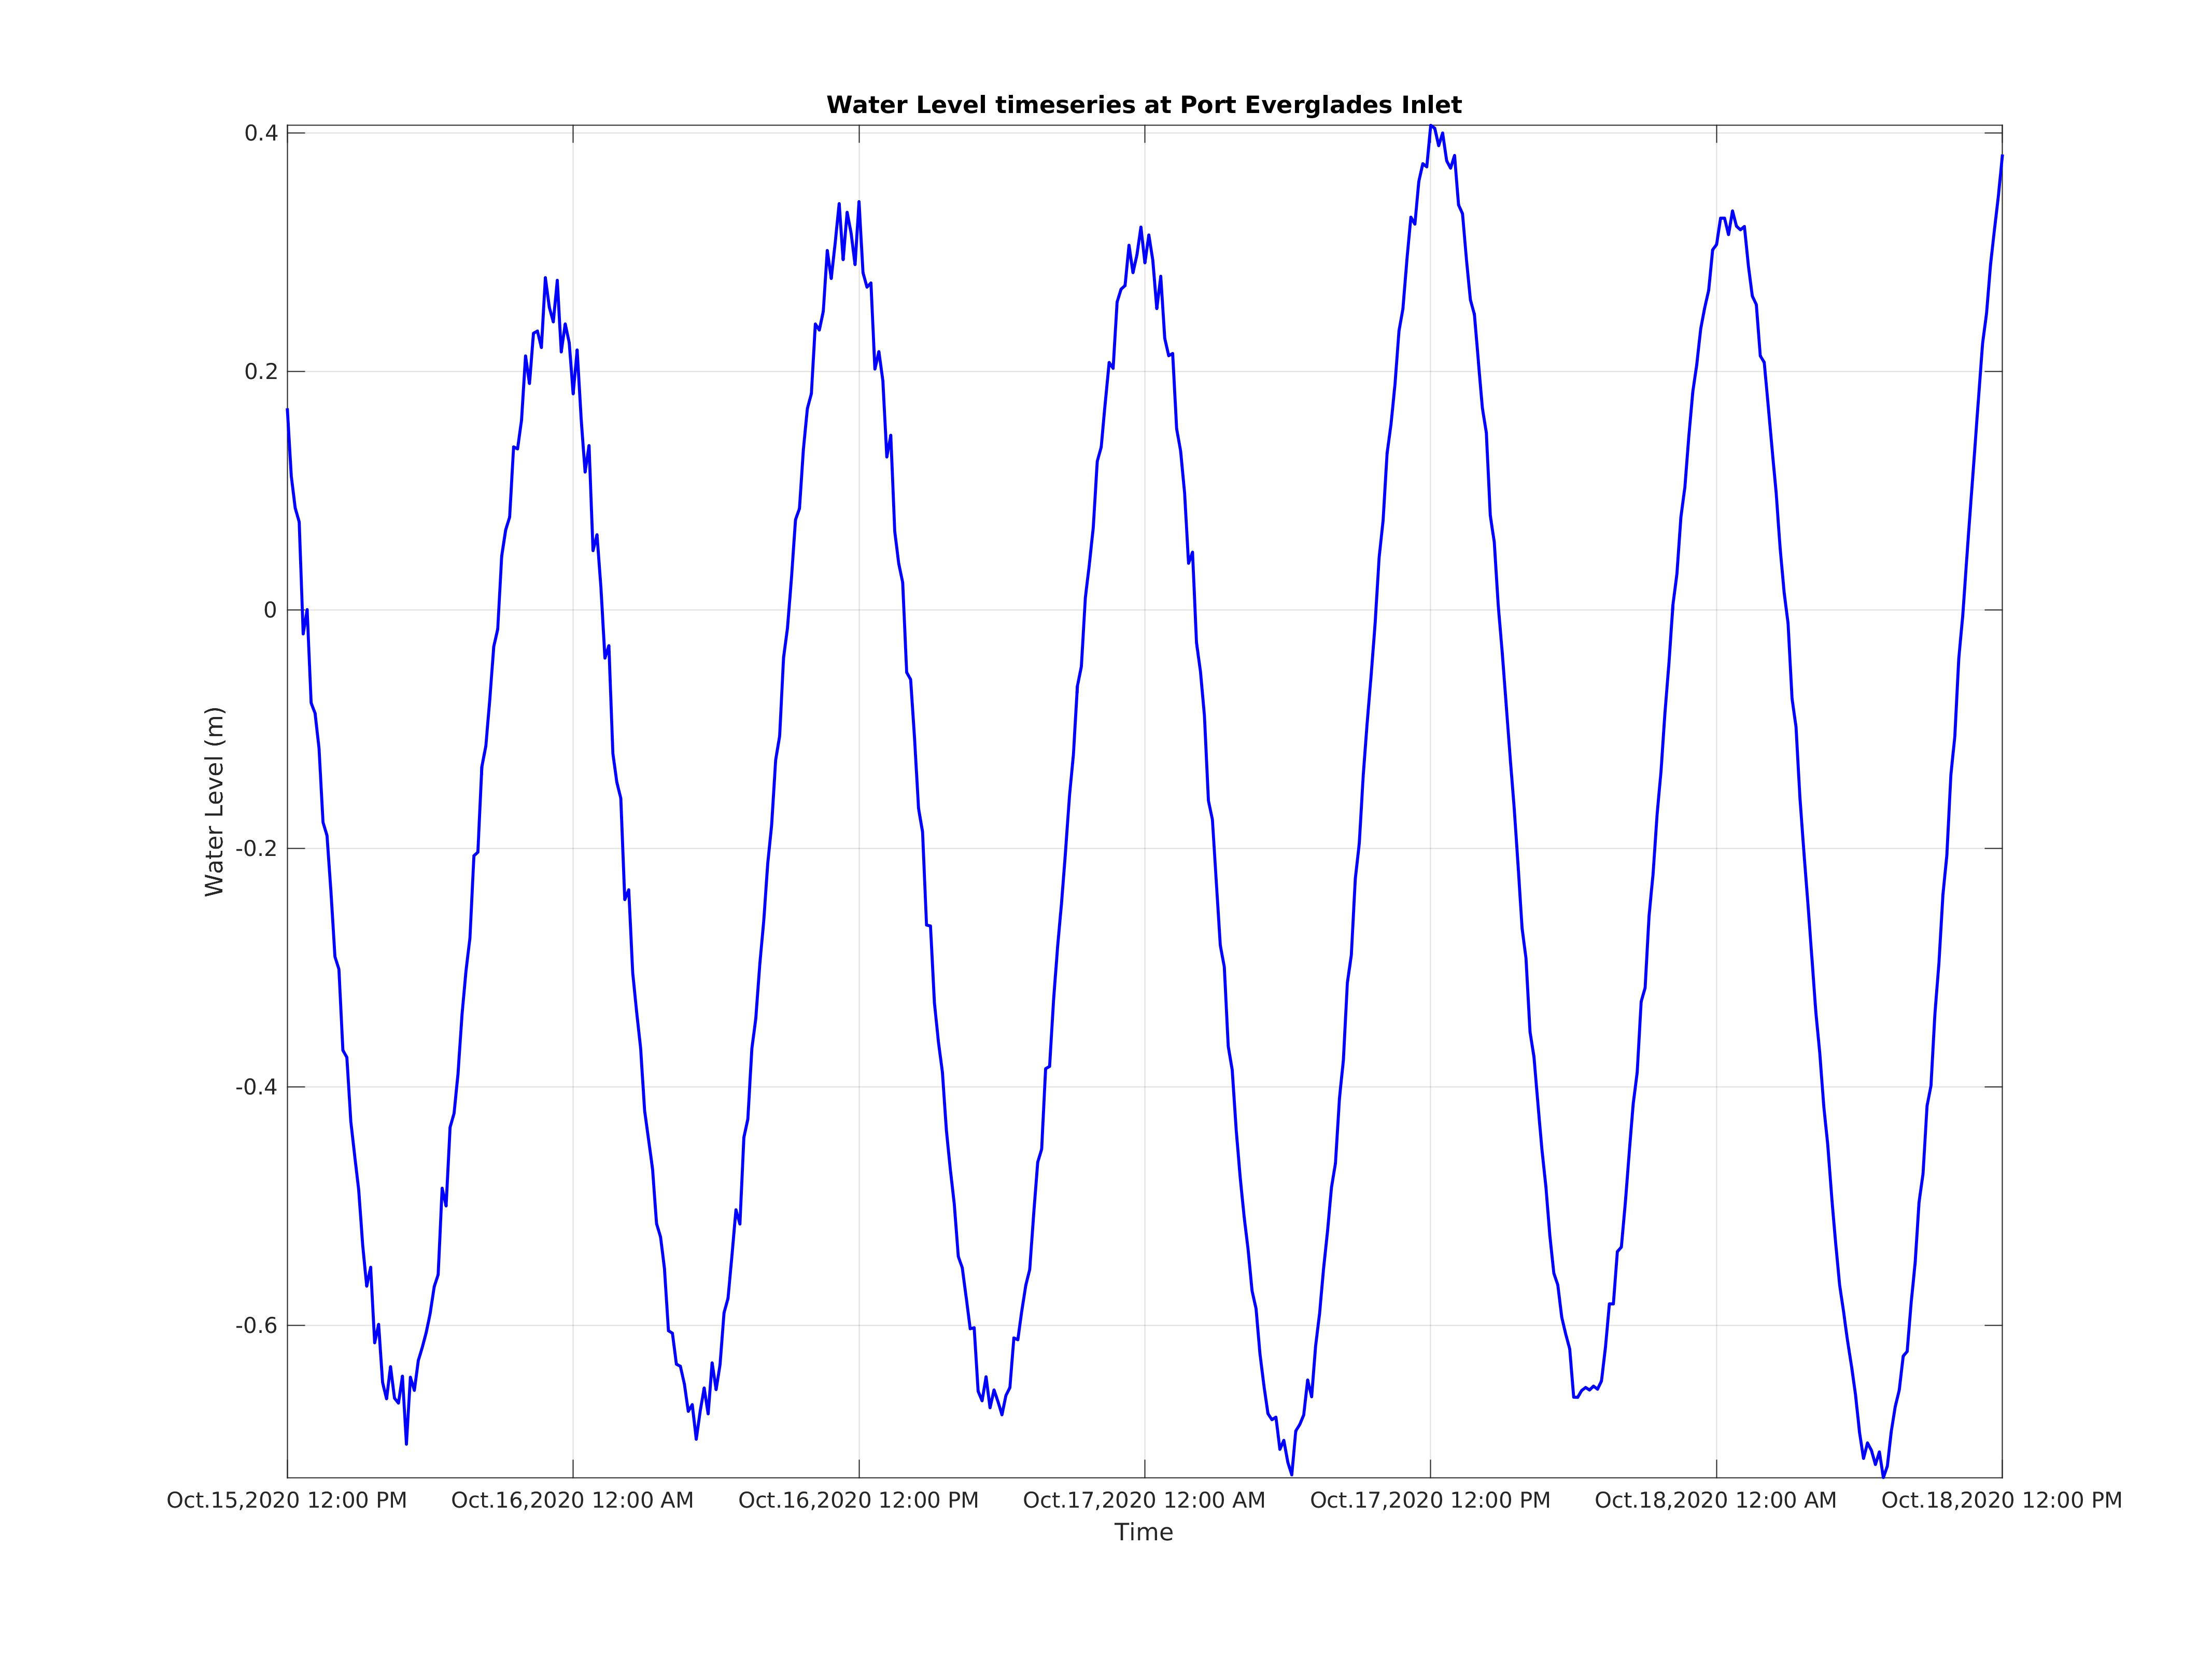 Water Level timeseries at Port Everglades Inlet
0.4
0.2
0
-0.2
-0.4
-0.6
Water Level (m)
Oct.15,2020 12:00 PM Oct.16,2020 12:00 AM Oct.16,2020 12:00 PM Oct.17,2020 12:00 AM Oct.17,2020 12:00 PM Oct.18,2020 12:00 AM Oct.18,2020 12:00 PM
Time